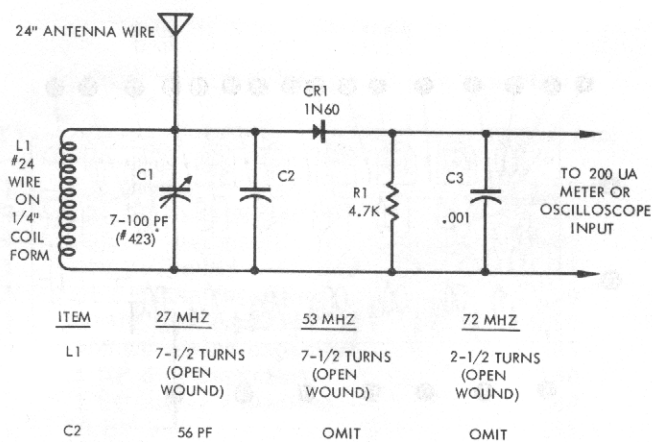 24" ANTENNA WIRE
CR1
1N60
L1
#24
WIRE
ON
1/4"
COIL
FORM
C1
7-100 PF
(#423)
C2
R1
4.7K
C3
.001
TO 200 UA
METER OR
OSCILLOSCOPE
INPUT
ITEM 27 MHZ 53 MHZ 72 MHZ
L1 7-1/2 TURNS 7-1/2 TURNS 2-1/2 TURNS
(OPEN (OPEN (OPEN
WOUND) WOUND) WOUND)
C2 56 PF OMIT OMIT